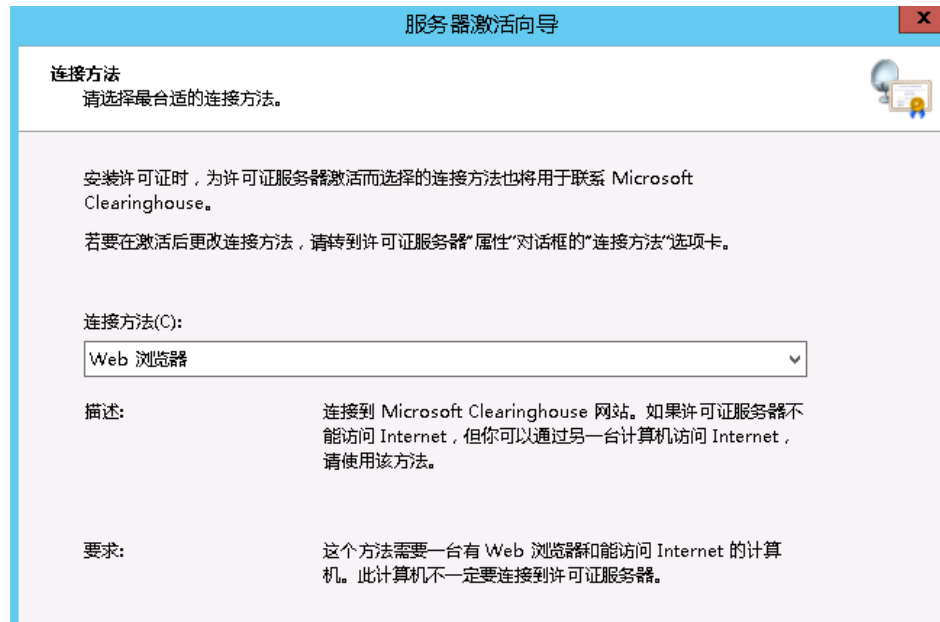 服务器激活向导
连接方法
请选择最合适的连接方法。
安装许可证时，为许可证服务器激活而选择的连接方法也将用于联系 Microsoft
Clearinghouse。
若要在激活后更改连接方法，请转到许可证服务器"属性"对话框的"连接方法"选项卡。
连接方法(C):
Web 浏览器
描述:
连接到 Microsoft Clearinghouse 网站。如果许可证服务器不
能访问 Internet，但你可以通过另一台计算机访问 Internet，
请使用该方法。
要求:
这个方法需要一台有 Web 浏览器和能访问 Internet 的计算
机。此计算机不一定要连接到许可证服务器。